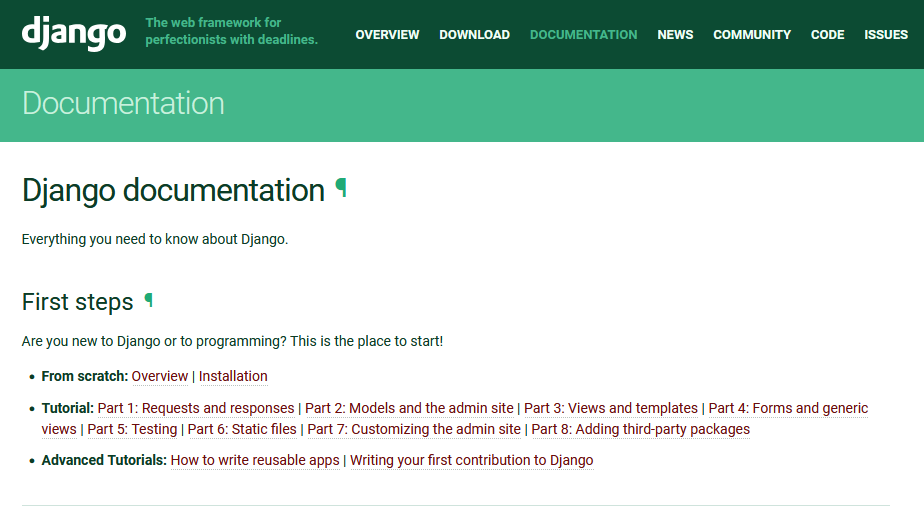 django
The web framework for
perfectionists with deadlines.
OVERVIEW DOWNLOAD DOCUMENTATION NEWS COMMUNITY CODE ISSUES
Documentation
Django documentation ¶
Everything you need to know about Django.
First steps ¶
Are you new to Django or to programming? This is the place to start!
• From scratch: Overview | Installation
• Tutorial: Part 1: Requests and responses | Part 2: Models and the admin site | Part 3: Views and templates | Part 4: Forms and generic
views | Part 5: Testing | Part 6: Static files | Part 7: Customizing the admin site | Part 8: Adding third-party packages
• Advanced Tutorials: How to write reusable apps | Writing your first contribution to Django